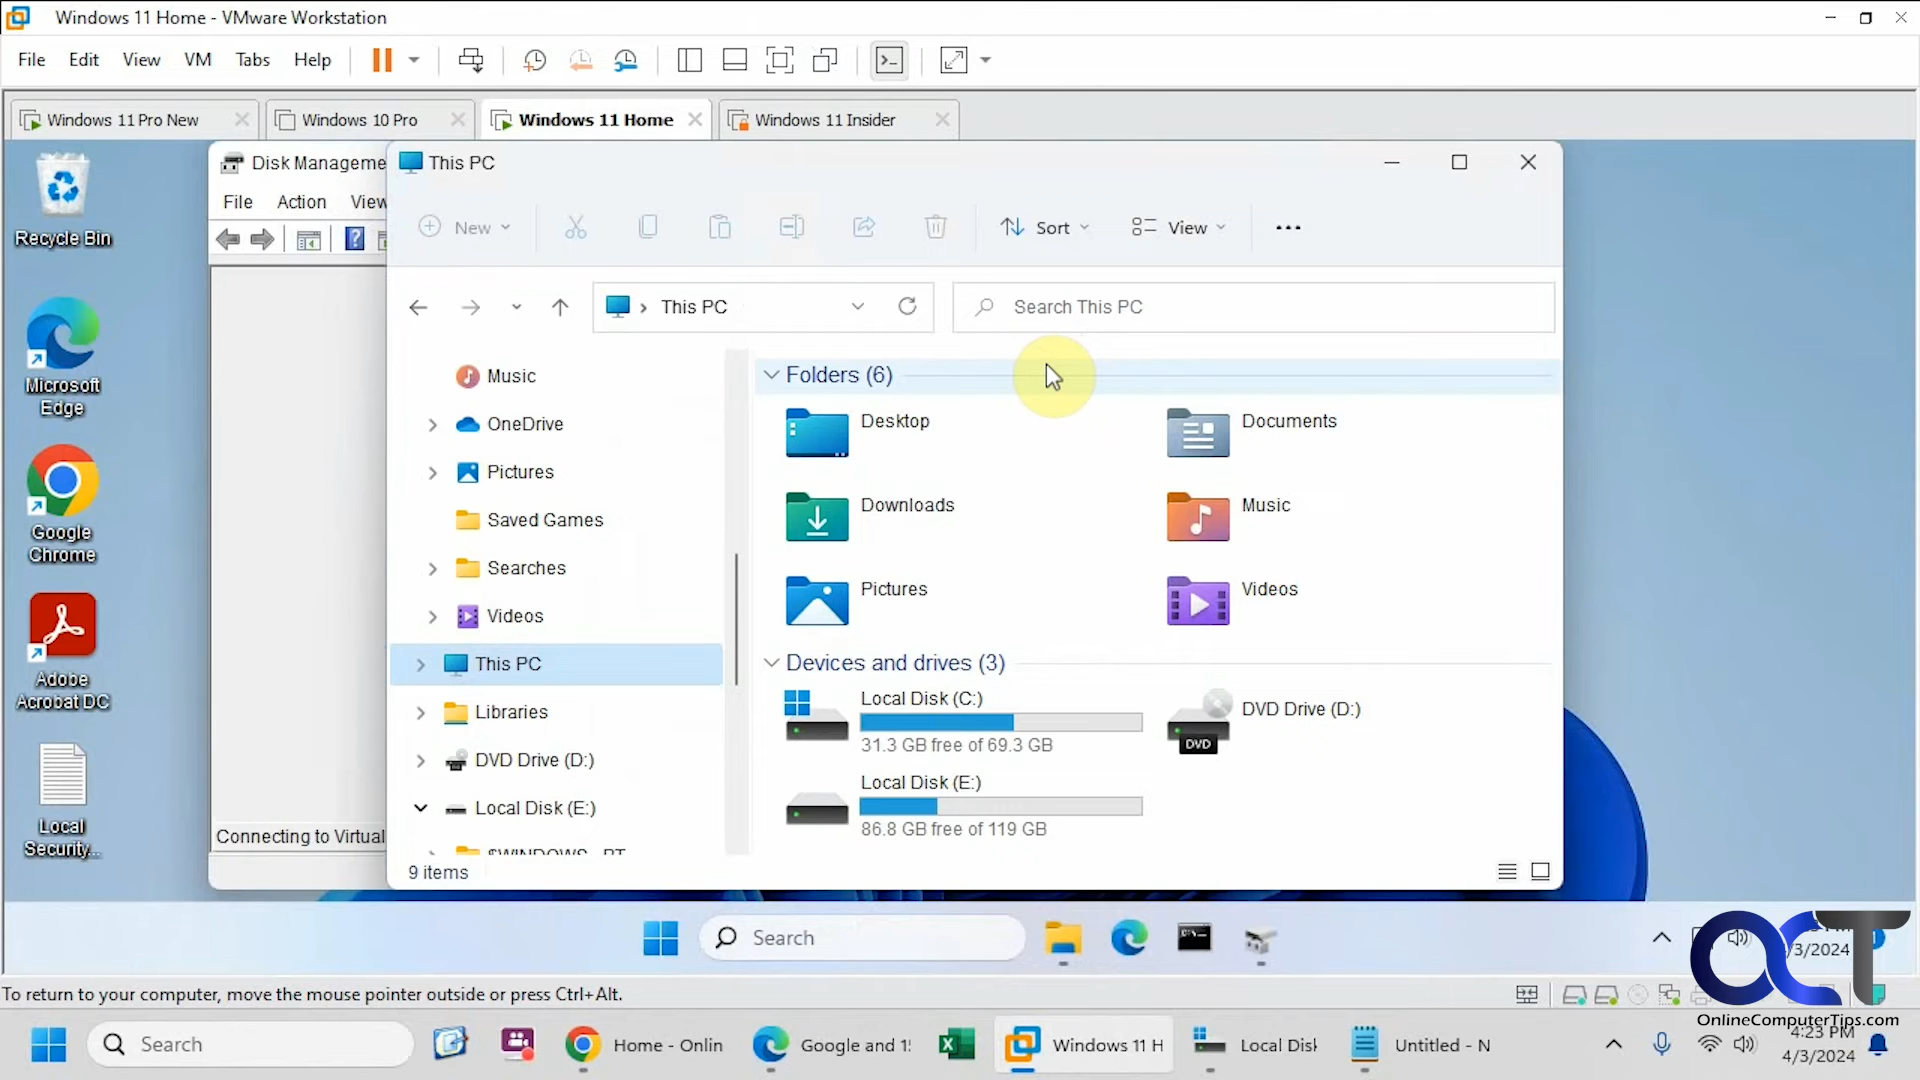 Windows 11 Home - VMware Workstation
File Edit View VM Tabs Help
Windows 11 Pro New
Windows 10 Pro
Windows 11 Home
Windows 11 Insider
Recycle Bin
Microsoft
Edge
Google
Chrome
Adobe
Acrobat DC
Local
Security...
Disk Manageme
File Action View
Connecting to Virtual
This PC
New
Sort
View
This PC
Search This PC
Music
OneDrive
Pictures
Saved Games
Searches
Videos
This PC
Libraries
DVD Drive (D:)
Local Disk (E:)
Folders (6)
Desktop
Documents
Downloads
Music
Pictures
Videos
Devices and drives (3)
Local Disk (C:)
31.3 GB free of 69.3 GB
DVD Drive (D:)
DVD
Local Disk (E:)
86.8 GB free of 119 GB
9 items
Search
/3/2024
OCT
OnlineComputerTips.com
To return to your computer, move the mouse pointer outside or press Ctrl+Alt.
Search
Home - Onlin
Google and 1
Windows 11 H
Local Disk
Untitled - N
4:23 PM
4/3/2024